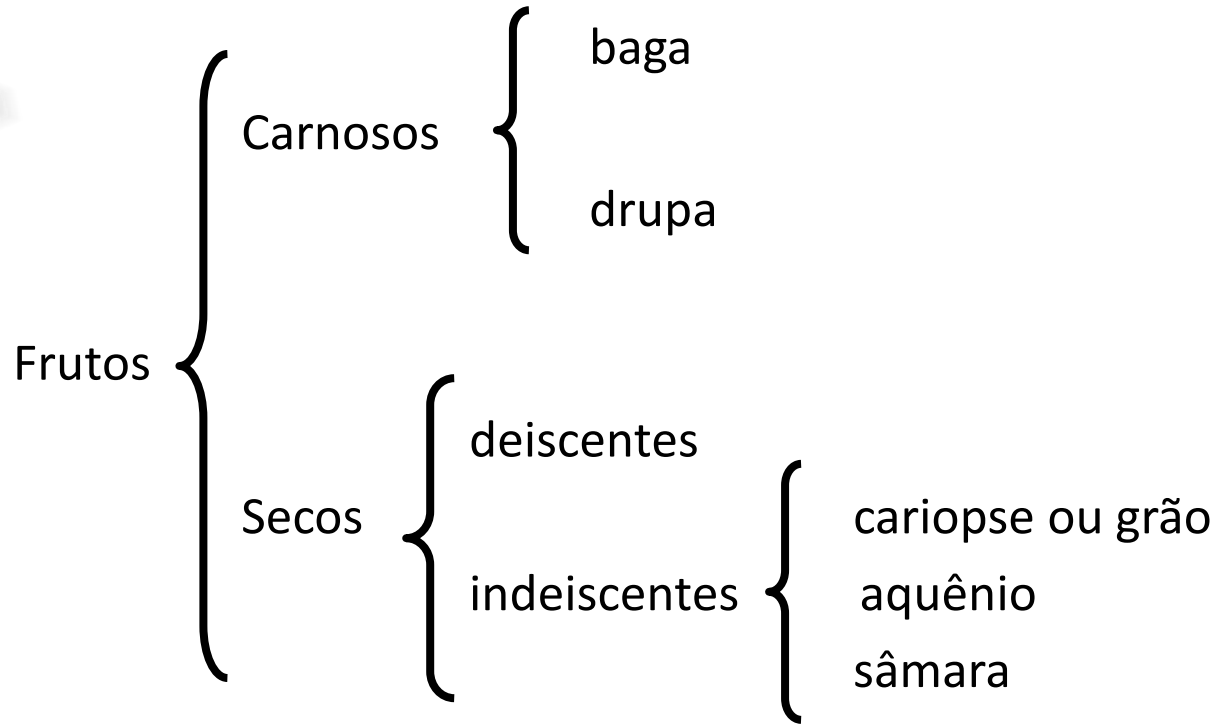 baga
Carnosos
drupa
Frutos
deiscentes
Secos
cariopse ou grão
indeiscentes
aquênio
sâmara